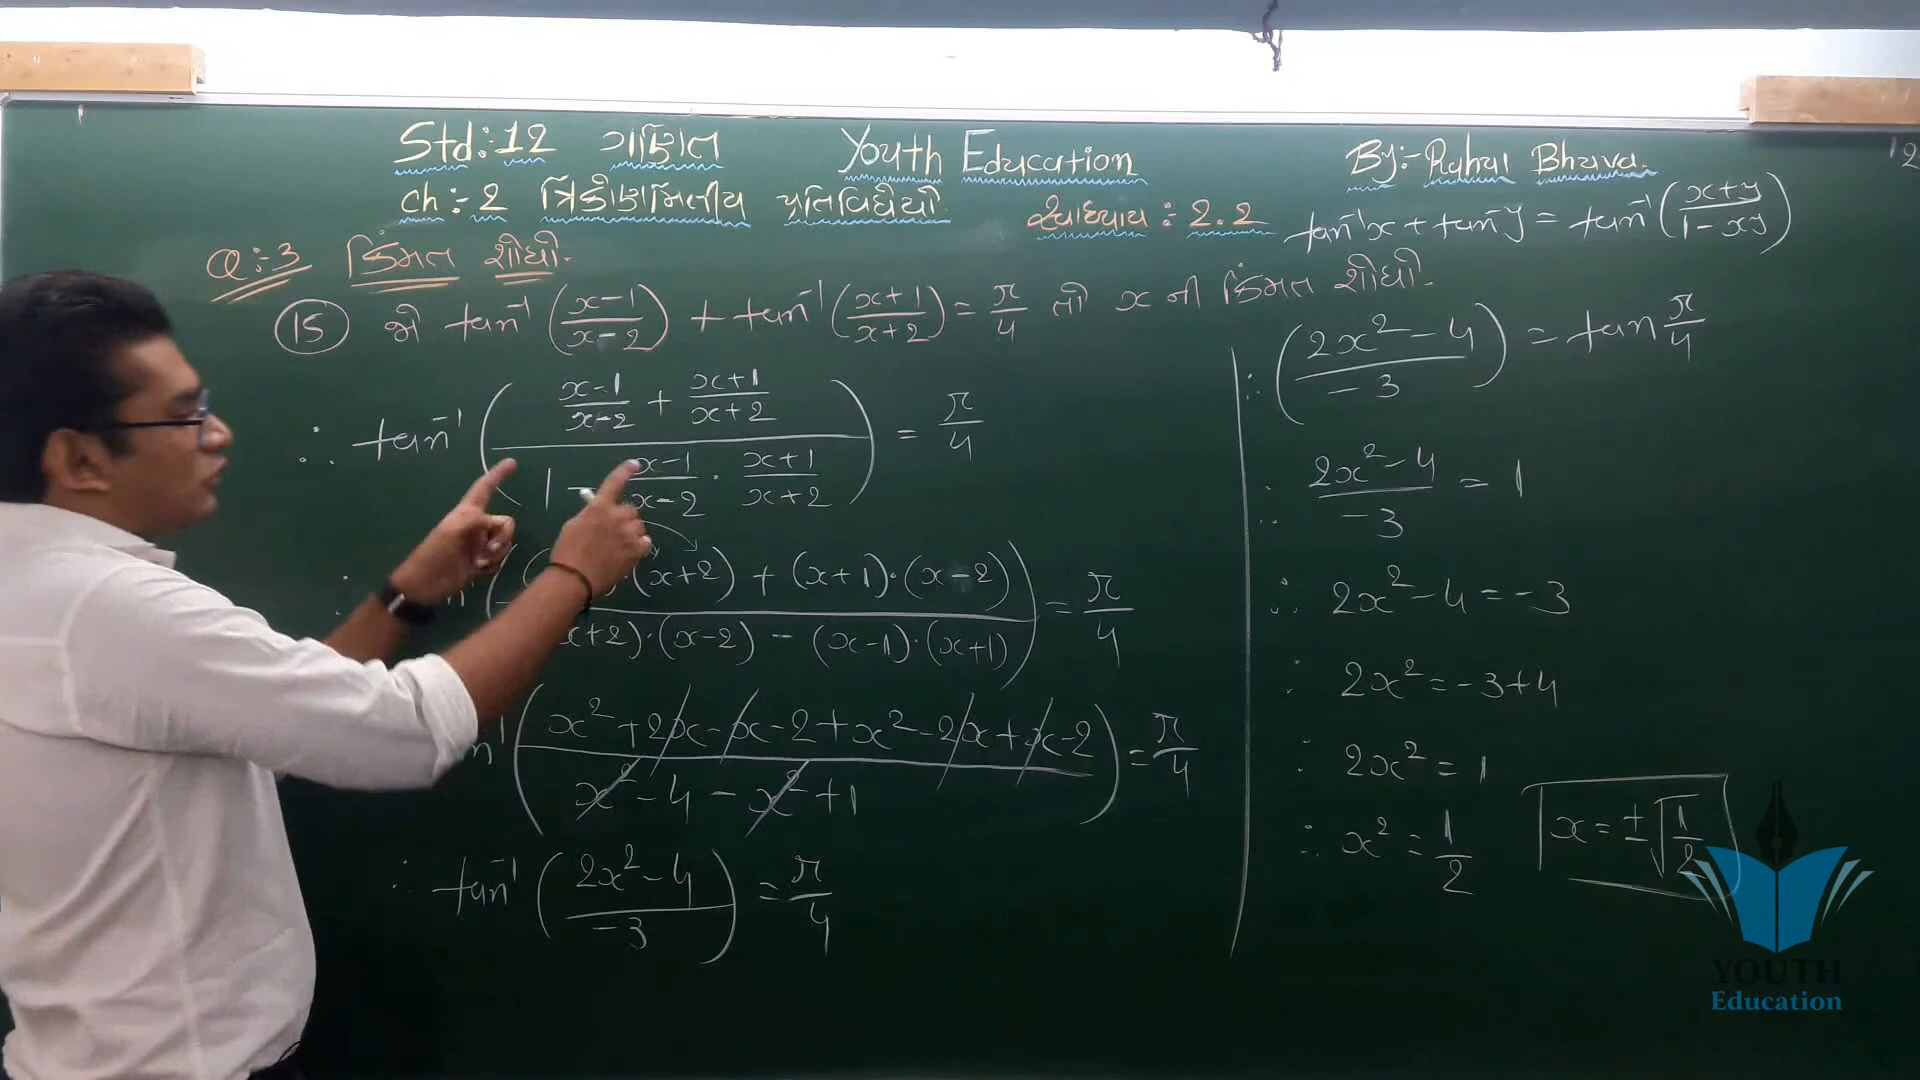 Std:-12 ગણિત Youth Education By:- Rahul Bhuva.
ch:-2 ત્રિકોણમિતીય પ્રતિવિધેયો સ્વાધ્યાય : 2.2
tan⁻¹x + tan⁻¹y = tan⁻¹((x+y)/(1-xy))
Q:-3 કિંમત શોધો.
(15) જો tan⁻¹((x-1)/(x-2)) + tan⁻¹((x+1)/(x+2)) = π/4 તો x ની કિંમત શોધો.
∴ tan⁻¹(((x-1)/(x-2) + (x+1)/(x+2))/(1 - (x-1)/(x-2) · (x+1)/(x+2))) = π/4
(x+2) + (x+1)·(x-2)
x+2)·(x-2) - (x-1)·(x+1) = π/4
(x²+2x-x-2+x²-2x+x-2)/(x²-4-x²+1) = π/4
∴ tan⁻¹((2x²-4)/-3) = π/4
∴ ((2x²-4)/-3) = tan π/4
∴ (2x²-4)/-3 = 1
∴ 2x²-4 = -3
∴ 2x² = -3+4
∴ 2x² = 1
∴ x² = 1/2
x = ±√(1/2)
YOUTH
Education